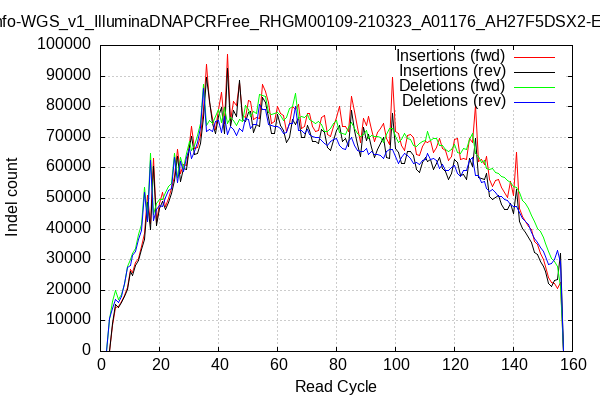 nfo-WGS_v1_IlluminaDNAPCRFree_RHGM00109-210323_A01176_AH27F5DSX2-E
Insertions (fwd)
Insertions (rev)
Deletions (fwd)
Deletions (rev)
100000
90000
80000
70000
60000
50000
40000
30000
20000
10000
0
Indel count
0 20 40 60 80 100 120 140 160
Read Cycle